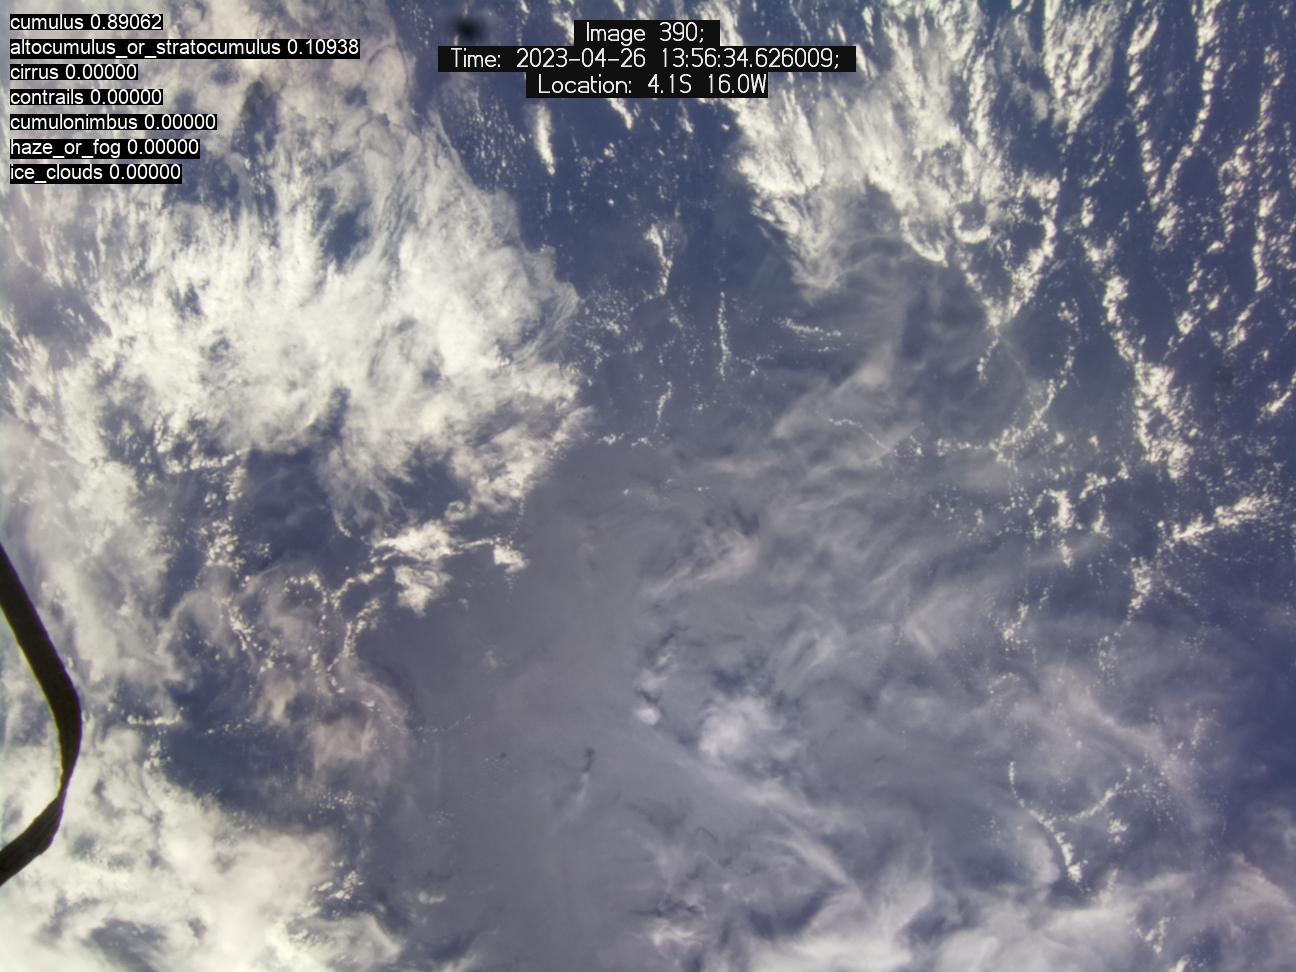 cumulus 0.89062
altocumulus_or_stratocumulus 0.10938
cirrus 0.00000
contrails 0.00000
cumulonimbus 0.00000
haze_or_fog 0.00000
ice_clouds 0.00000
Image 390;
Time: 2023-04-26 13:56:34.626009;
Location: 4.1S 16.0W